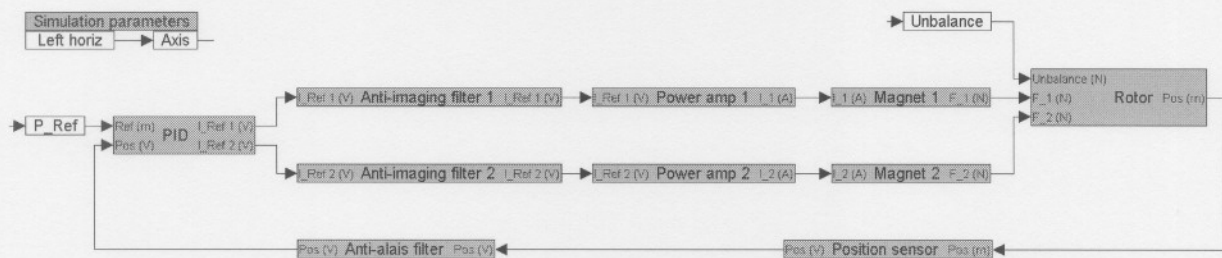 Simulation parameters
Left horiz Axis
Unbalance
Unbalance (N)
I_Ref 1 (V) Anti-imaging filter 1 I_Ref 1 (V) I_Ref 1 (V) Power amp 1 I_1 (A) I_1 (A) Magnet 1 F_1 (N) F_1 (N) Rotor Pos (m)
F_2 (N)
P_Ref Ref (m) PID I_Ref 1 (V)
Pos (V) I_Ref 2 (V)
I_Ref 2 (V) Anti-imaging filter 2 I_Ref 2 (V) I_Ref 2 (V) Power amp 2 I_2 (A) I_2 (A) Magnet 2 F_2 (N)
Pos (V) Anti-alais filter Pos (V) Pos (V) Position sensor Pos (m)